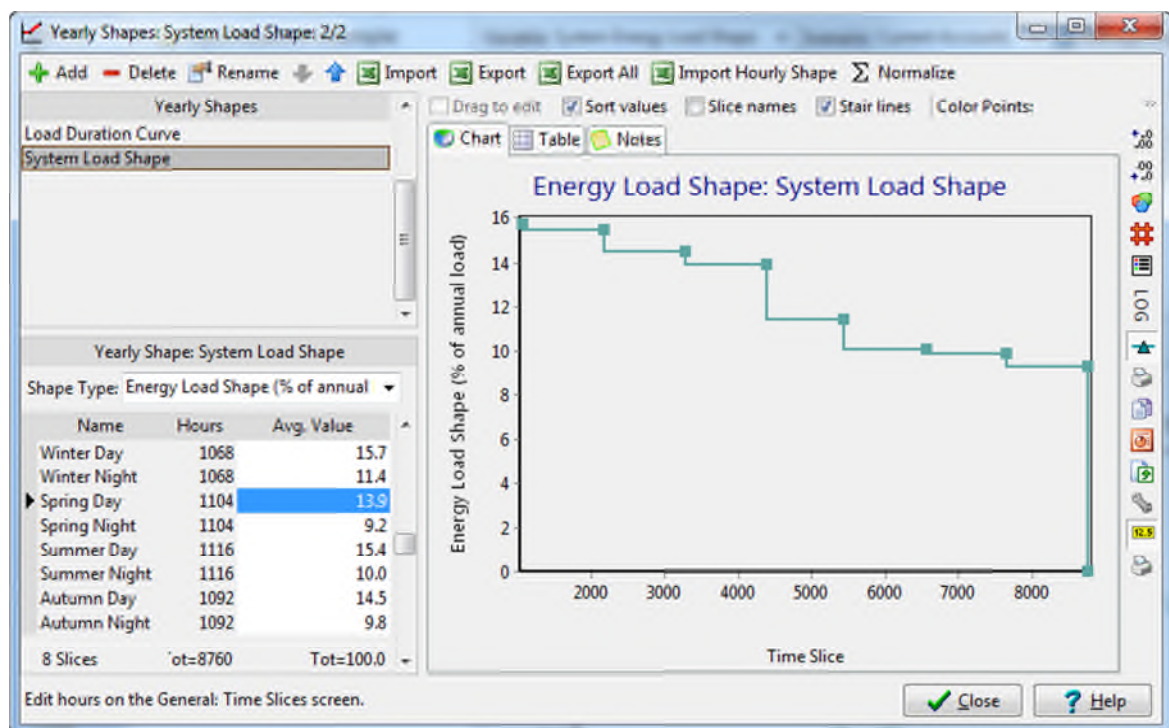 Yearly Shapes: System Load Shape: 2/2
Add Delete Rename Import Export Export All Import Hourly Shape Σ Normalize
Yearly Shapes
Load Duration Curve
System Load Shape
Drag to edit Sort values Slice names Stair lines Color Points:
Chart Table Notes
Energy Load Shape: System Load Shape
Energy Load Shape (% of annual load)
16
14
12
10
8
6
4
2
0
2000 3000 4000 5000 6000 7000 8000
Time Slice
LOG
12.5
Yearly Shape: System Load Shape
Shape Type: Energy Load Shape (% of annual
Name Hours Avg. Value
Winter Day 1068 15.7
Winter Night 1068 11.4
Spring Day 1104 13.9
Spring Night 1104 9.2
Summer Day 1116 15.4
Summer Night 1116 10.0
Autumn Day 1092 14.5
Autumn Night 1092 9.8
8 Slices ot=8760 Tot=100.0
Edit hours on the General: Time Slices screen.
Close ? Help